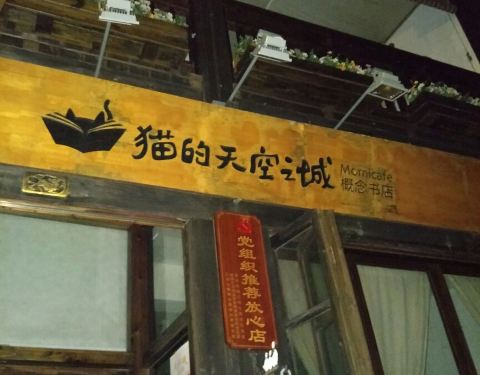 猫的天空之城
Momicafe
概念书店
党组织推荐放心店